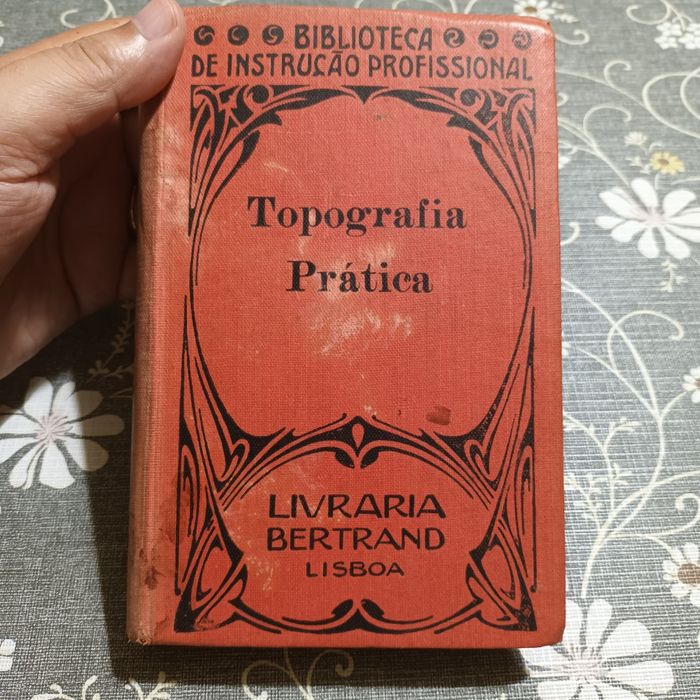 BIBLIOTECA
DE INSTRUÇÃO PROFISSIONAL
Topografia
Prática
LIVRARIA
BERTRAND
LISBOA